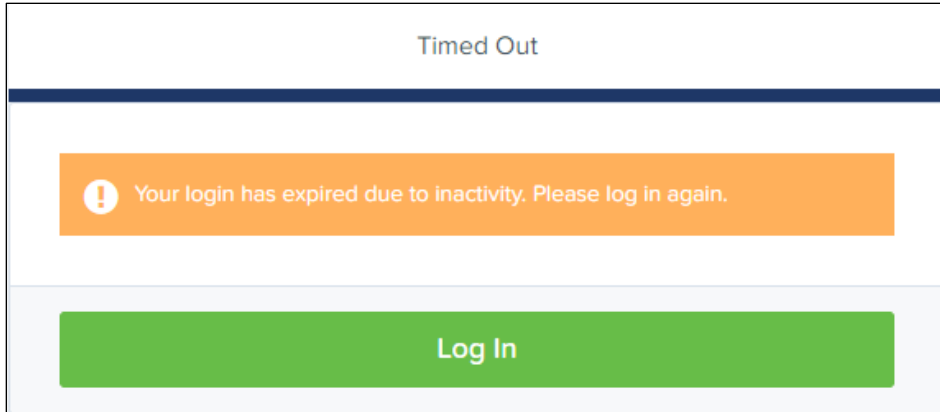 Timed Out
Your login has expired due to inactivity. Please log in again.
Log In